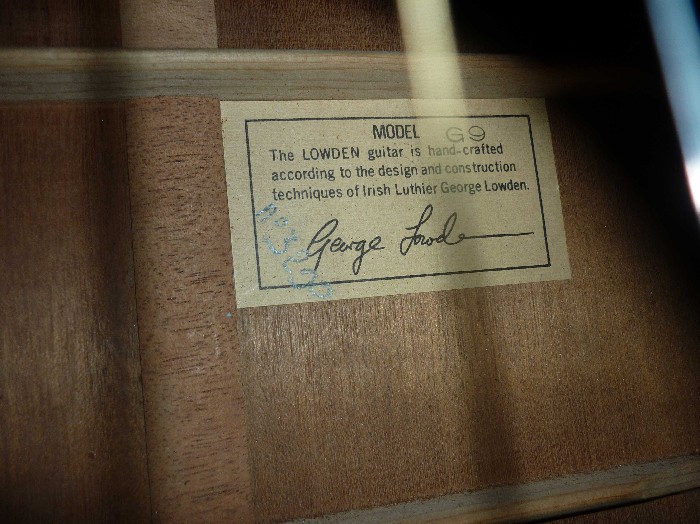 MODEL G9
The LOWDEN guitar is hand-crafted
according to the design and construction
techniques of Irish Luthier George Lowden.
George Lowden